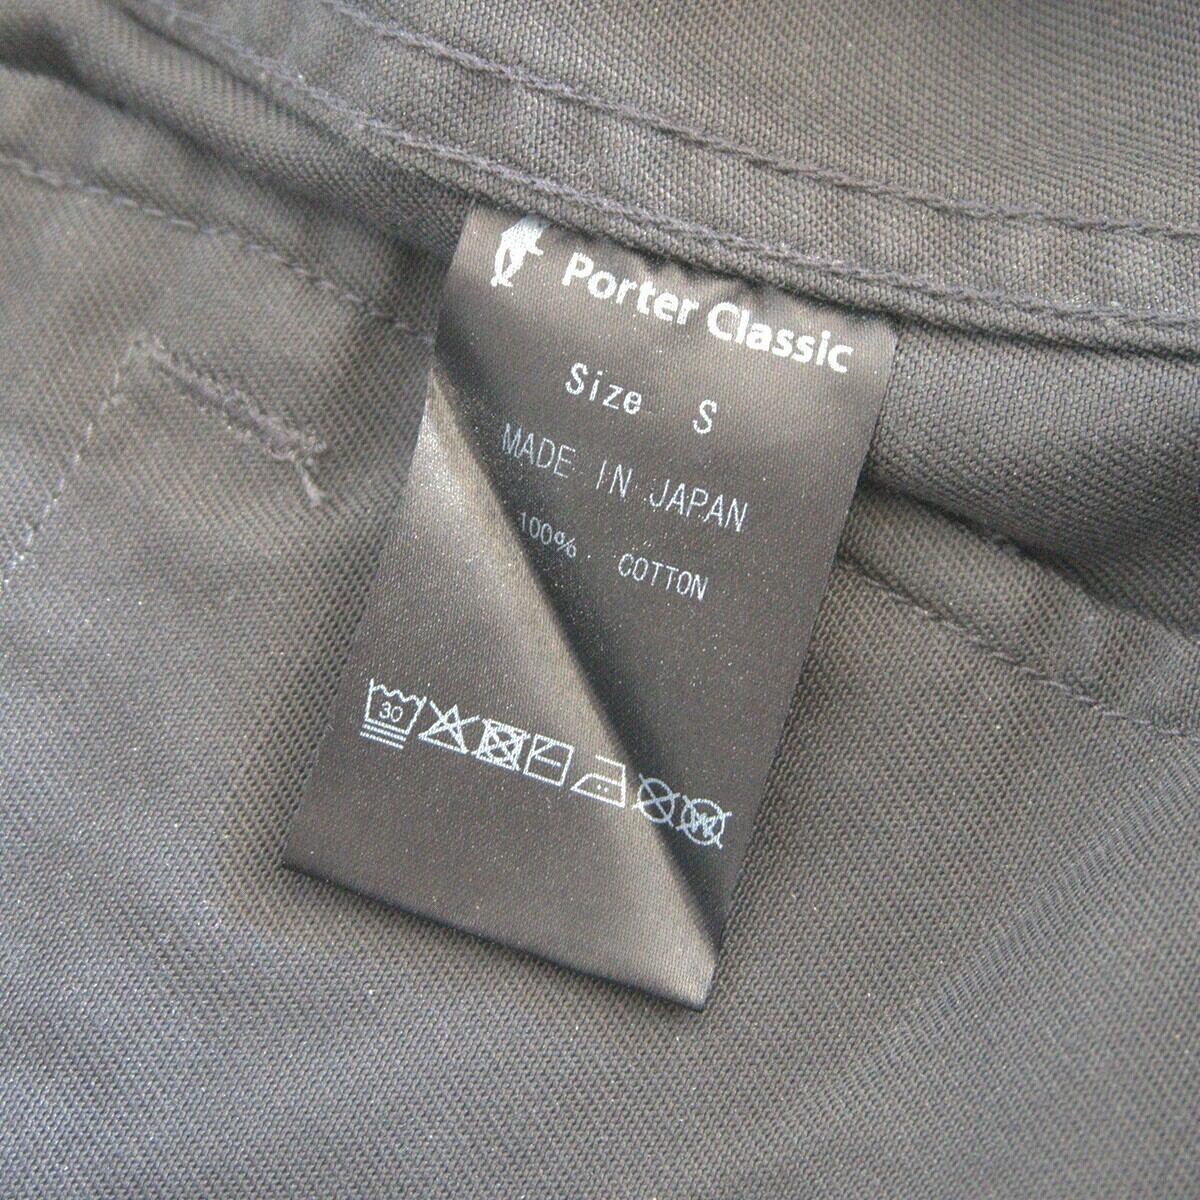 Porter Classic
Size S
MADE IN JAPAN
100% COTTON
30
W